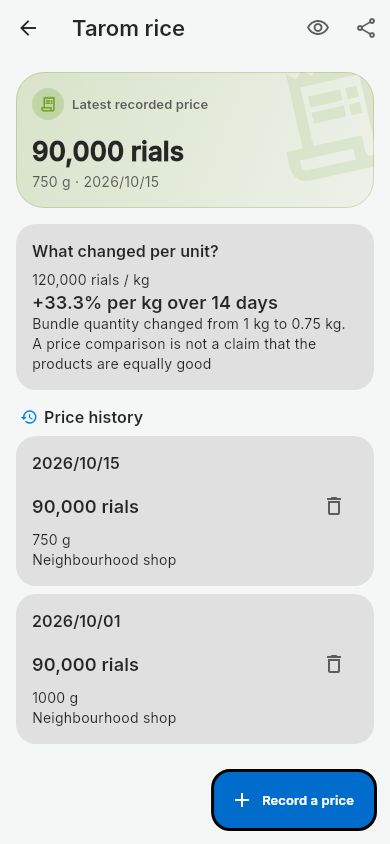 Tarom rice
Latest recorded price
90,000 rials
750 g · 2026/10/15
What changed per unit?
120,000 rials / kg
+33.3% per kg over 14 days
Bundle quantity changed from 1 kg to 0.75 kg.
A price comparison is not a claim that the
products are equally good
Price history
2026/10/15
90,000 rials
750 g
Neighbourhood shop
2026/10/01
90,000 rials
1000 g
Neighbourhood shop
Record a price